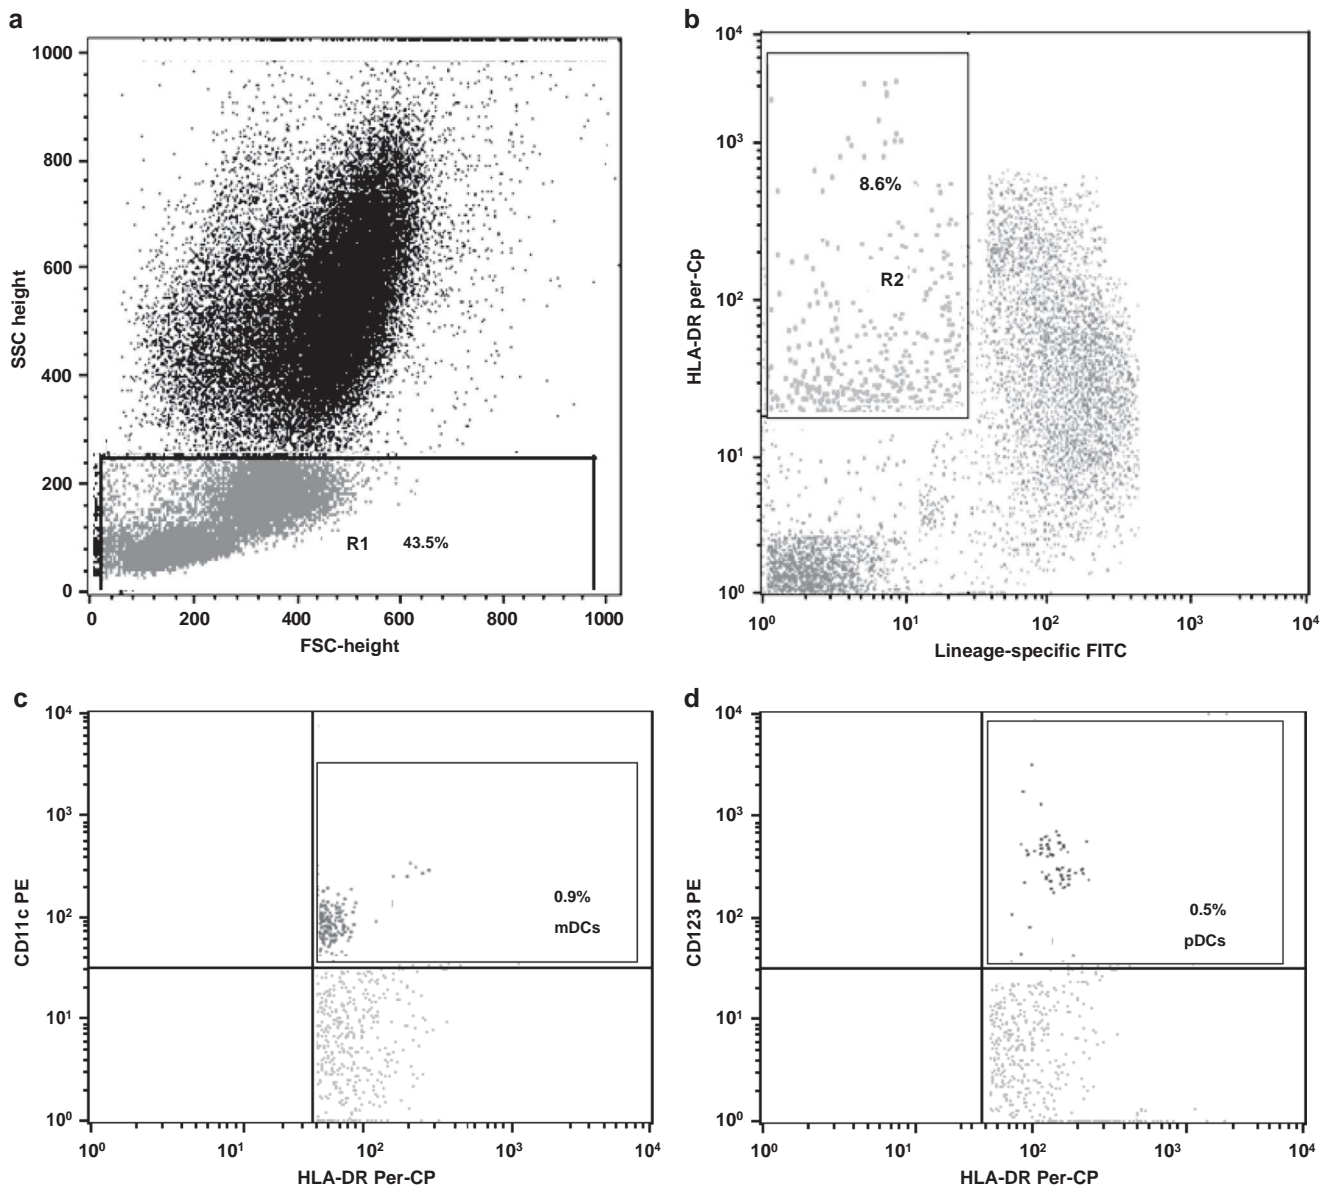 a
1000
800
600
400
200
0
SSC height
R1 43.5%
0 200 400 600 800 1000
FSC-height
b
10⁴
10³
10²
10¹
10⁰
HLA-DR per-Cp
8.6%
R2
10⁰ 10¹ 10² 10³ 10⁴
Lineage-specific FITC
c
10⁴
10³
10²
10¹
10⁰
CD11c PE
0.9%
mDCs
10⁰ 10¹ 10² 10³ 10⁴
HLA-DR Per-CP
d
10⁴
10³
10²
10¹
10⁰
CD123 PE
0.5%
pDCs
10⁰ 10¹ 10² 10³ 10⁴
HLA-DR Per-CP